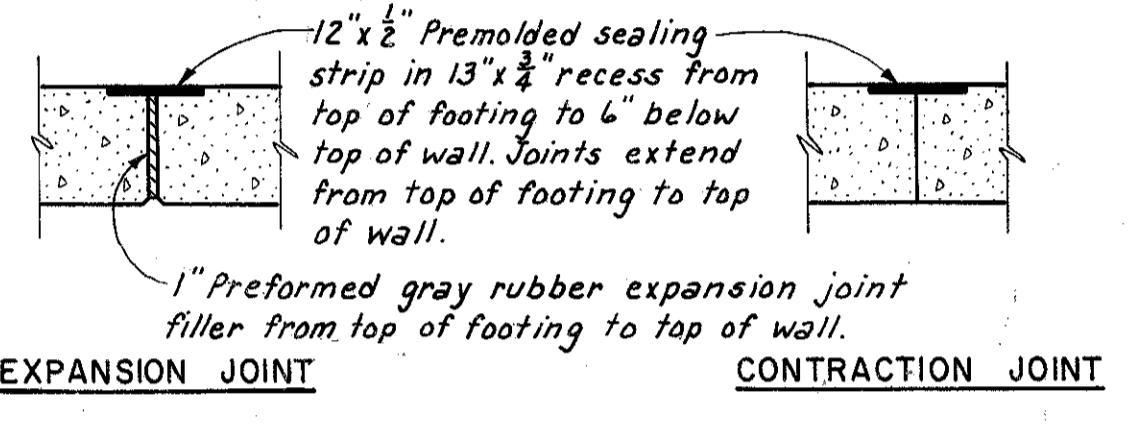 12"x ½" Premolded sealing
strip in 13"x ¾" recess from
top of footing to 6" below
top of wall. Joints extend
from top of footing to top
of wall.
1" Preformed gray rubber expansion joint
filler from top of footing to top of wall.
EXPANSION JOINT
CONTRACTION JOINT